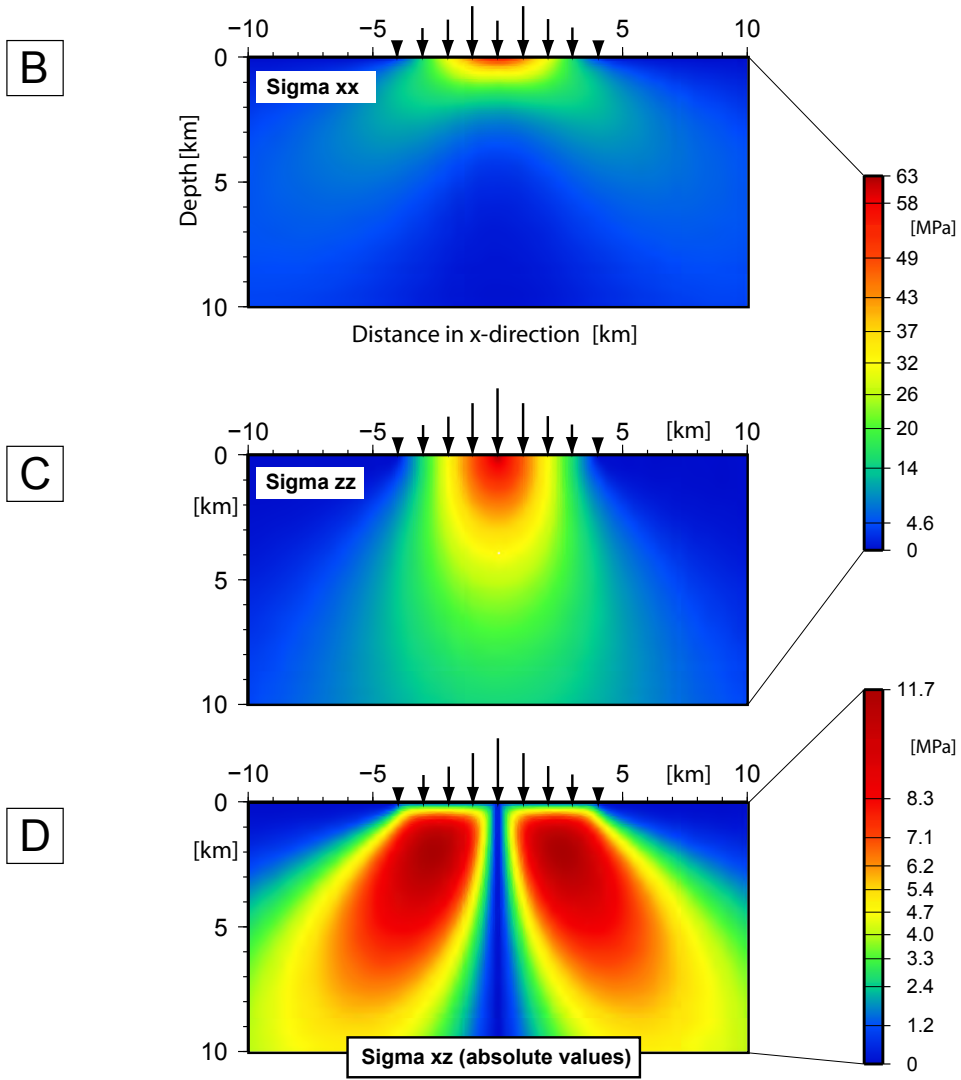 B
−10 −5 5 10
0
Sigma xx
Depth [km]
5
10
Distance in x-direction [km]
63
58
[MPa]
49
43
37
32
26
20
14
4.6
0
C
−10 −5 5 [km] 10
0
Sigma zz
[km]
5
10
D
−10 −5 5 [km] 10
0
[km]
5
10
Sigma xz (absolute values)
11.7
[MPa]
8.3
7.1
6.2
5.4
4.7
4.0
3.3
2.4
1.2
0